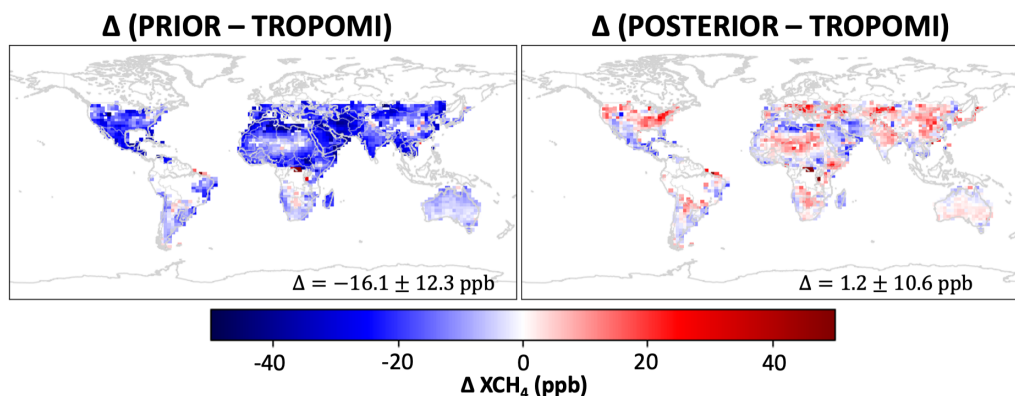 Δ (PRIOR – TROPOMI)
Δ (POSTERIOR – TROPOMI)
Δ = −16.1 ± 12.3 ppb
Δ = 1.2 ± 10.6 ppb
-40 -20 0 20 40
Δ XCH₄ (ppb)